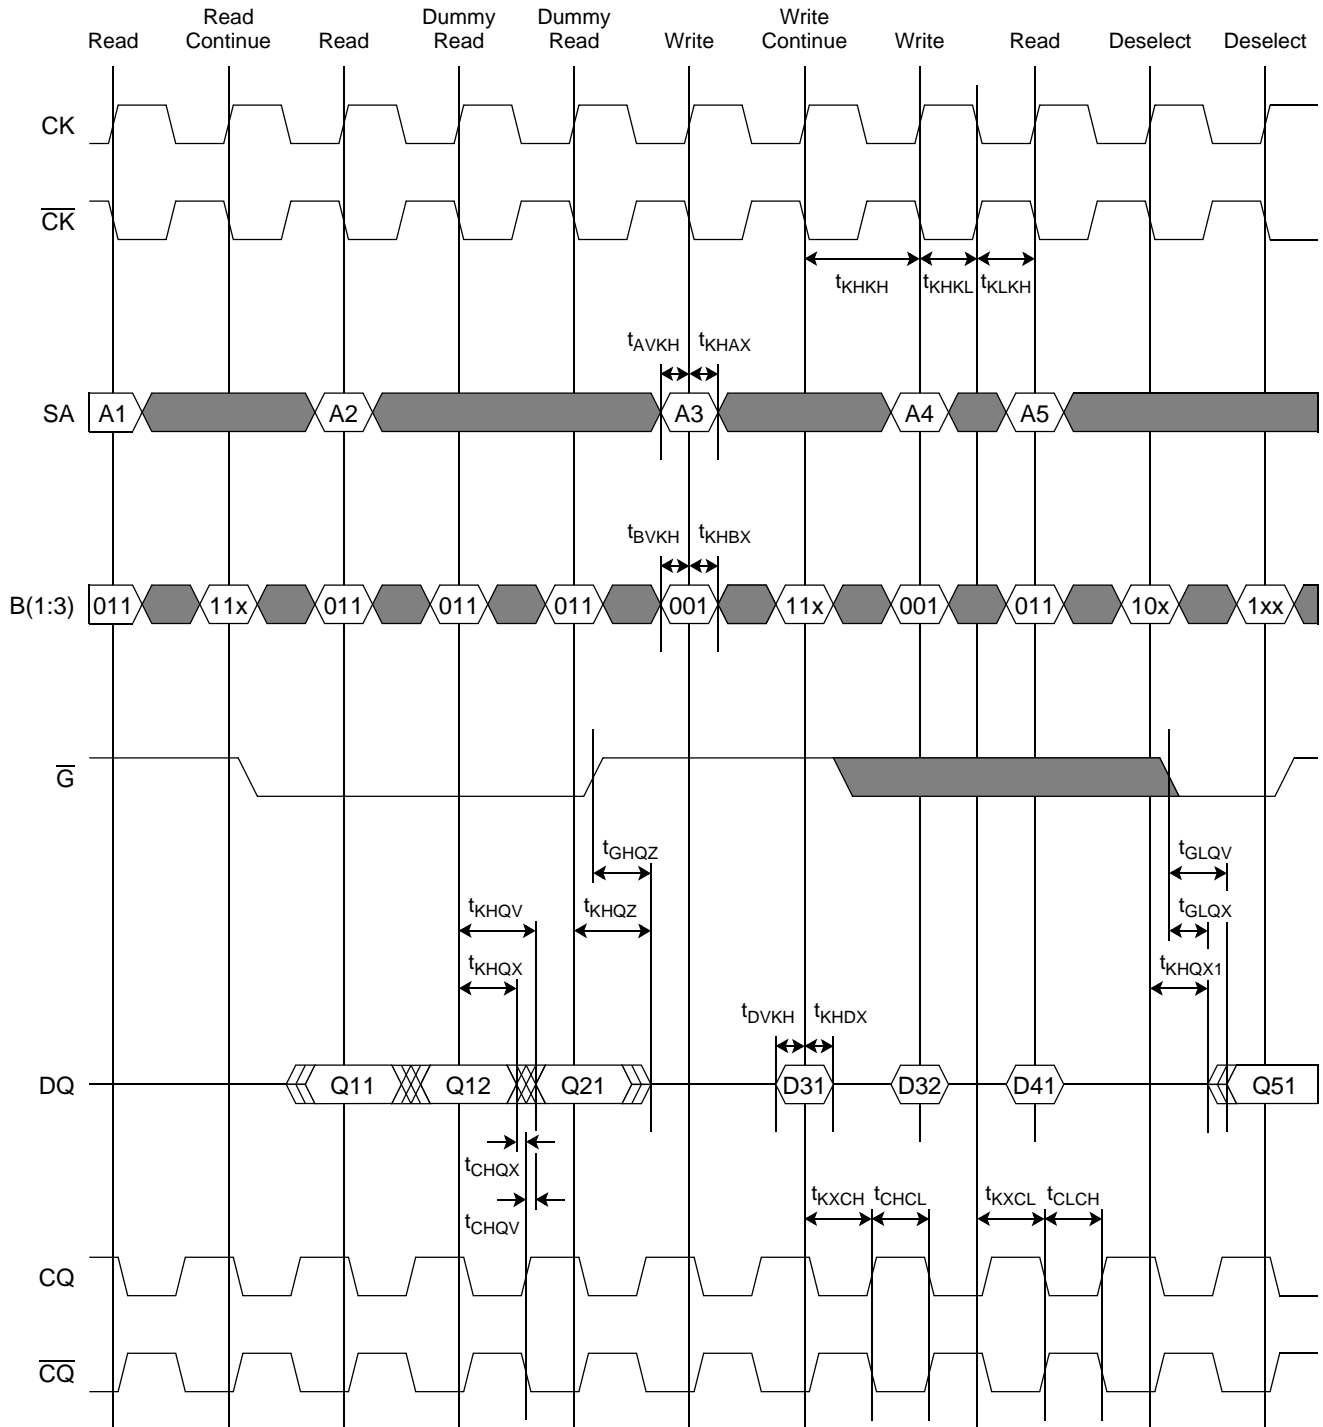 Read Read Continue Read Dummy Read Dummy Read Write Write Continue Write Read Deselect Deselect
CK
C̅K̅
tKHKH tKHKL tKLKH
tAVKH tKHAX
SA A1 A2 A3 A4 A5
tBVKH tKHBX
B(1:3) 011 11x 011 011 011 001 11x 001 011 10x 1xx
G̅
tGHQZ tGLQV
tKHQV tKHQZ tGLQX
tKHQX tKHQX1
tDVKH tKHDX
DQ Q11 Q12 Q21 D31 D32 D41 Q51
tCHQX
tKXCH tCHCL tKXCL tCLCH
tCHQV
CQ
C̅Q̅